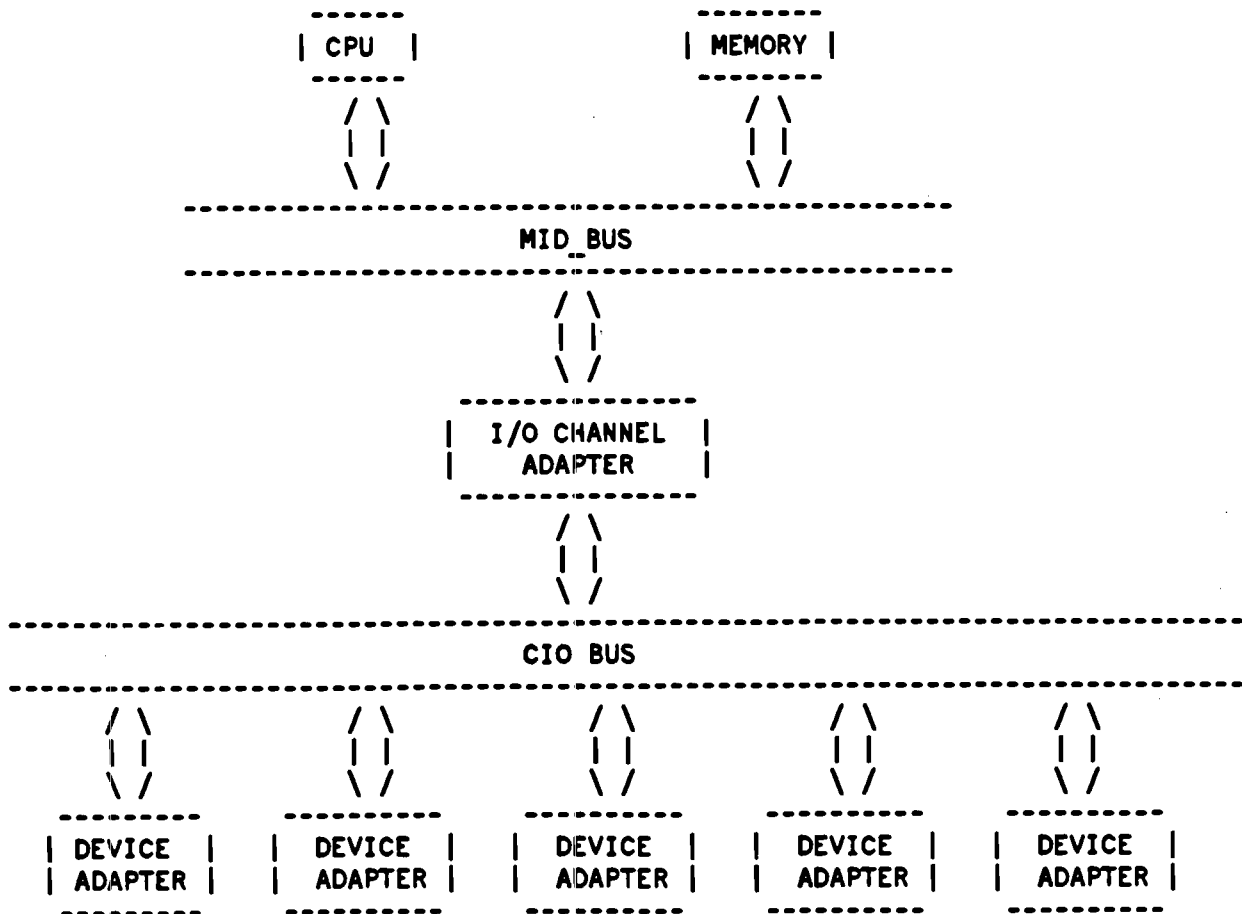 CPU MEMORY
MID_BUS
I/O CHANNEL
ADAPTER
CIO BUS
DEVICE DEVICE DEVICE DEVICE DEVICE
ADAPTER ADAPTER ADAPTER ADAPTER ADAPTER